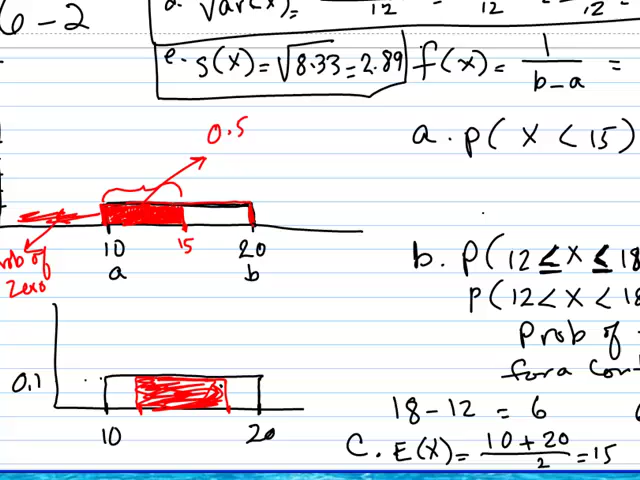 6-2
d. Var(X) = 12 = 12 = 12
e. S(X) = √8.33 = 2.89 f(X) = 1/(b-a) =
0.5
a. P( X < 15)
10 15 20
a b
Prob of
Zero
b. P( 12 ≤ X ≤ 18
P( 12 < X < 18
Prob of
for a Con
0.1
10 20
18 - 12 = 6
C. E(X) = (10 + 20)/2 = 15